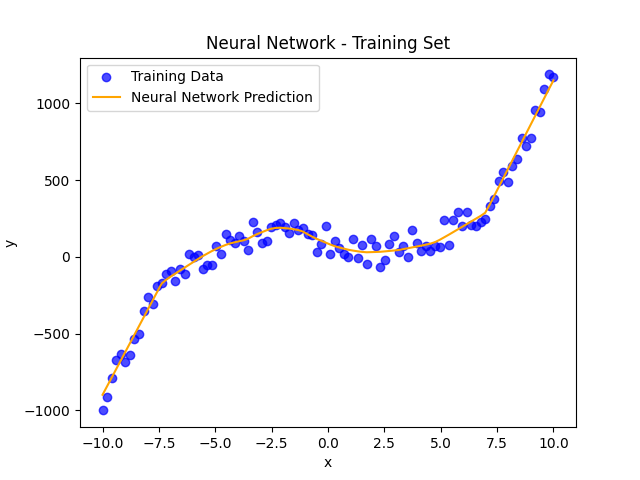 Neural Network - Training Set
Training Data
Neural Network Prediction
1000
500
0
−500
−1000
y
−10.0 −7.5 −5.0 −2.5 0.0 2.5 5.0 7.5 10.0
x